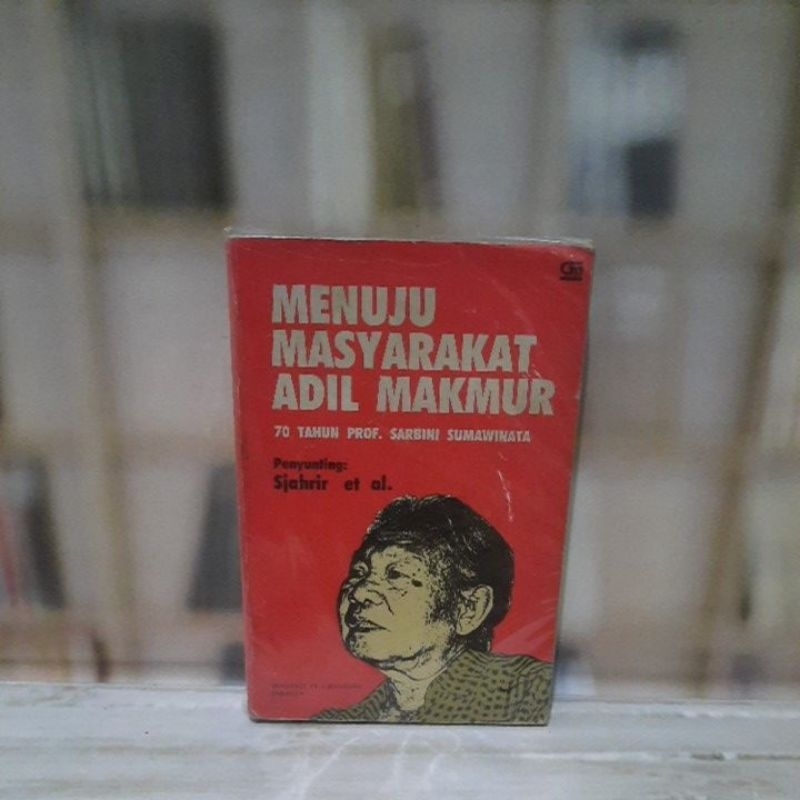 MENUJU
MASYARAKAT
ADIL MAKMUR
70 TAHUN PROF. SARBINI SUMAWINATA
Penyunting:
Sjahrir et al.